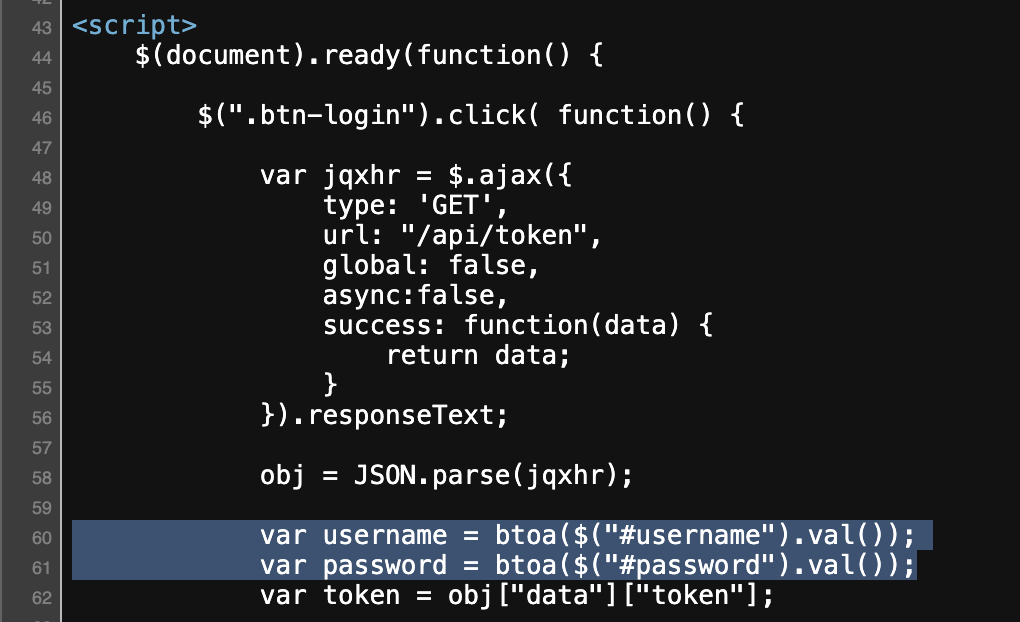 43 <script>
44 $(document).ready(function() {
45
46 $(".btn-login").click( function() {
47
48 var jqxhr = $.ajax({
49 type: 'GET',
50 url: "/api/token",
51 global: false,
52 async:false,
53 success: function(data) {
54 return data;
55 }
56 }).responseText;
57
58 obj = JSON.parse(jqxhr);
59
60 var username = btoa($("#username").val());
61 var password = btoa($("#password").val());
62 var token = obj["data"]["token"];